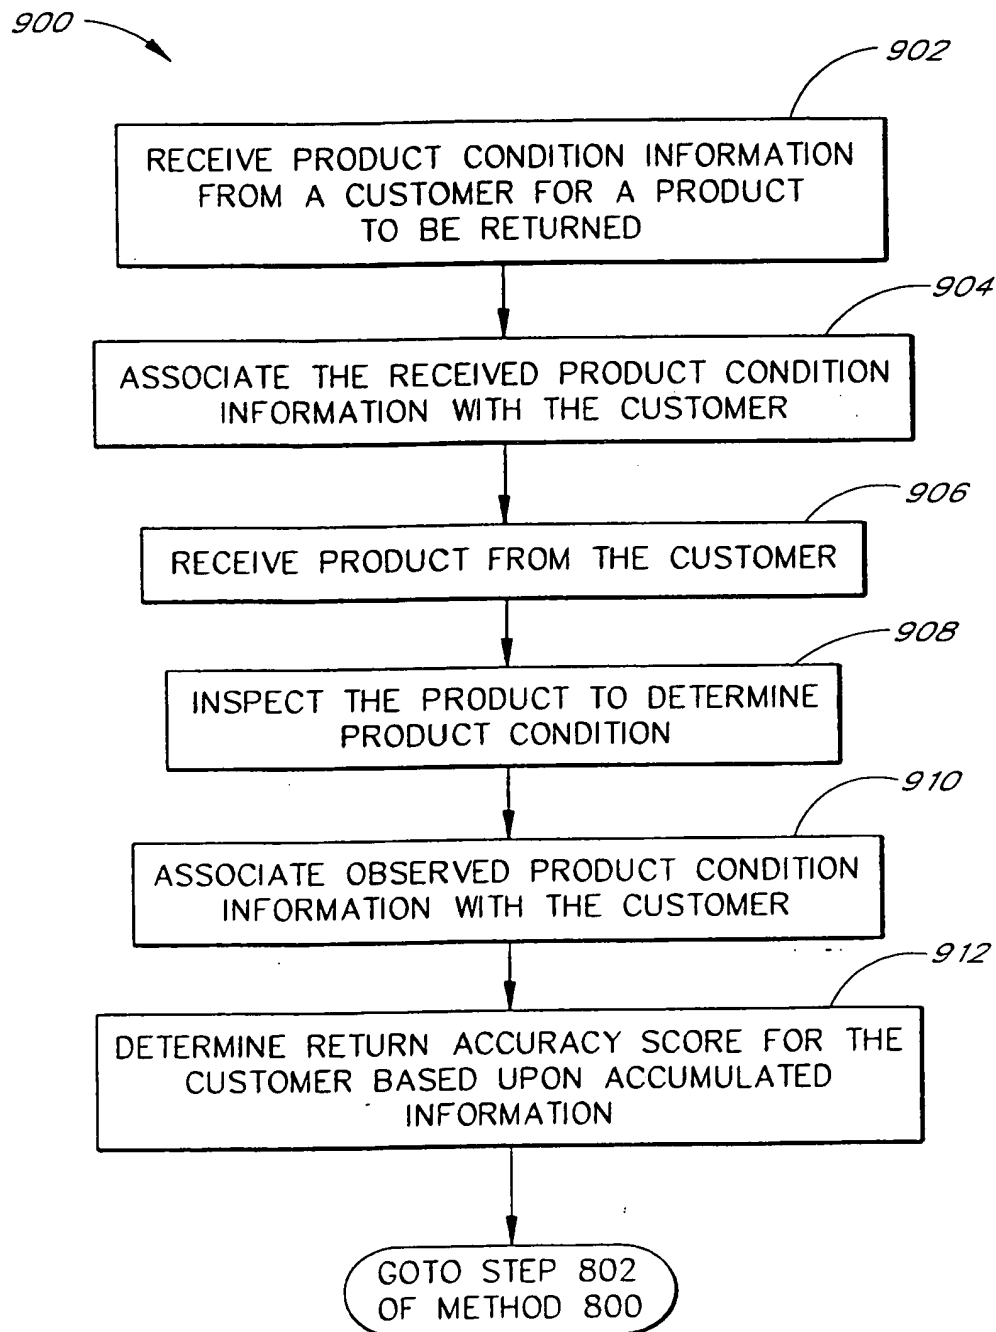 900
902
RECEIVE PRODUCT CONDITION INFORMATION
FROM A CUSTOMER FOR A PRODUCT
TO BE RETURNED
904
ASSOCIATE THE RECEIVED PRODUCT CONDITION
INFORMATION WITH THE CUSTOMER
906
RECEIVE PRODUCT FROM THE CUSTOMER
908
INSPECT THE PRODUCT TO DETERMINE
PRODUCT CONDITION
910
ASSOCIATE OBSERVED PRODUCT CONDITION
INFORMATION WITH THE CUSTOMER
912
DETERMINE RETURN ACCURACY SCORE FOR THE
CUSTOMER BASED UPON ACCUMULATED
INFORMATION
GOTO STEP 802
OF METHOD 800